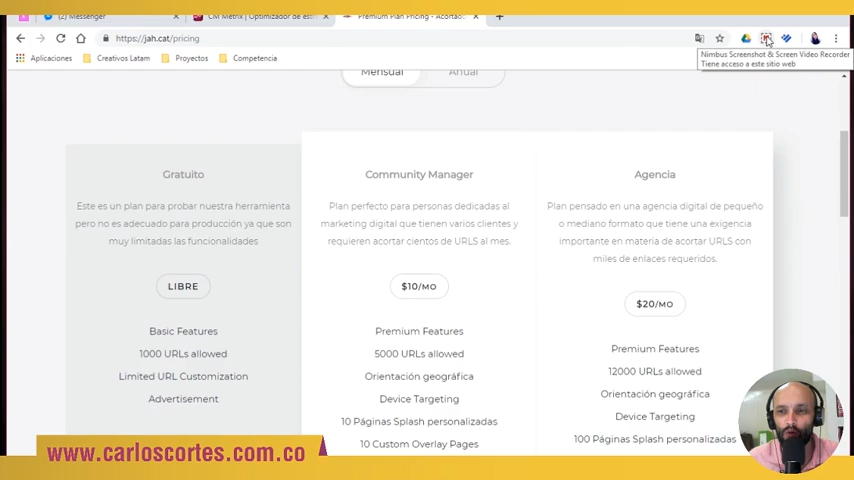 Messenger
CM Metrix | Optimizador de esti
Premium Plan Pricing - Acortado
https://jah.cat/pricing
Nimbus Screenshot & Screen Video Recorder
Tiene acceso a este sitio web
Aplicaciones
Creativos Latam
Proyectos
Competencia
Mensual
Anual
Gratuito
Este es un plan para probar nuestra herramienta
pero no es adecuado para producción ya que son
muy limitadas las funcionalidades
LIBRE
Basic Features
1000 URLs allowed
Limited URL Customization
Advertisement
Community Manager
Plan perfecto para personas dedicadas al
marketing digital que tienen varios clientes y
requieren acortar cientos de URLS al mes.
$10/MO
Premium Features
5000 URLs allowed
Orientación geográfica
Device Targeting
10 Páginas Splash personalizadas
10 Custom Overlay Pages
Agencia
Plan pensado en una agencia digital de pequeño
o mediano formato que tiene una exigencia
importante en materia de acortar URLS con
miles de enlaces requeridos.
$20/MO
Premium Features
12000 URLs allowed
Orientación geográfica
Device Targeting
100 Páginas Splash personalizadas
www.carloscortes.com.co